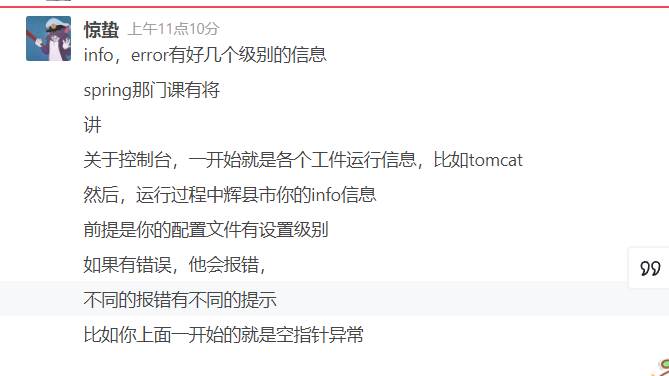 惊蛰 上午11点10分
info，error有好几个级别的信息
spring那门课有将
讲
关于控制台，一开始就是各个工件运行信息，比如tomcat
然后，运行过程中辉县市你的info信息
前提是你的配置文件有设置级别
如果有错误，他会报错，
不同的报错有不同的提示
比如你上面一开始的就是空指针异常